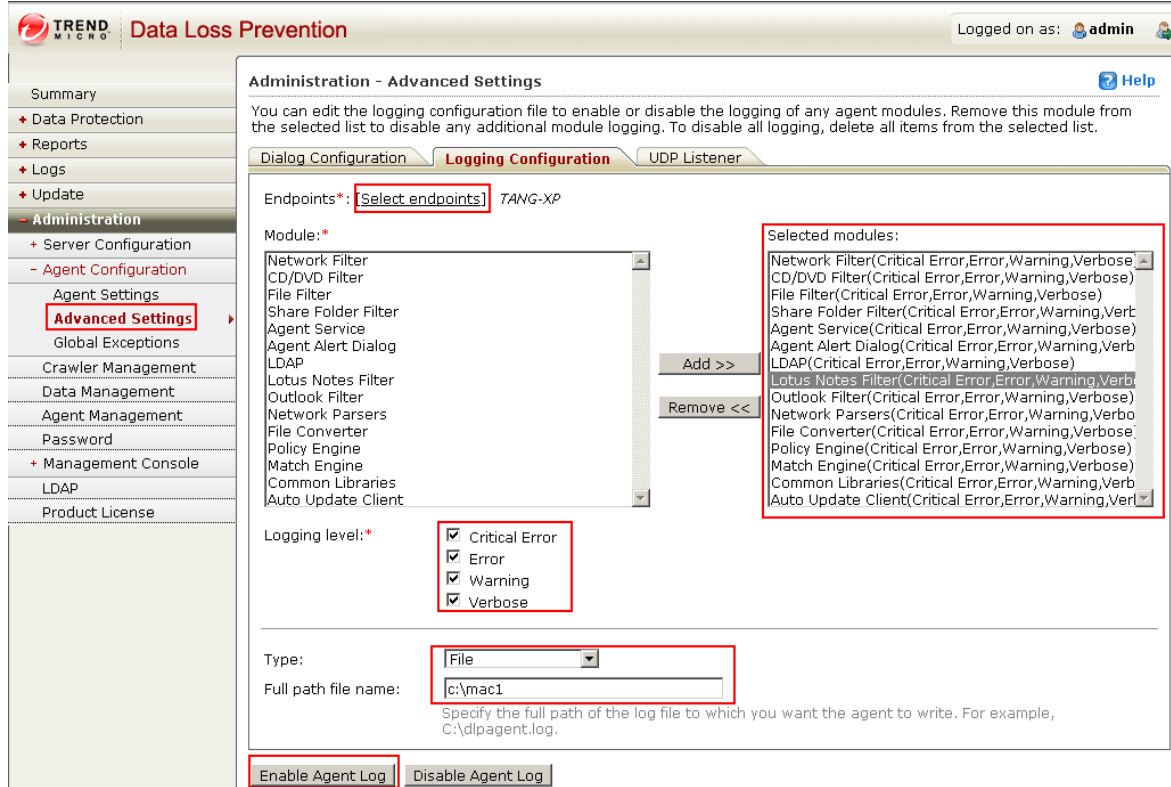 TREND MICRO Data Loss Prevention
Logged on as: admin
Summary
+ Data Protection
+ Reports
+ Logs
+ Update
- Administration
+ Server Configuration
- Agent Configuration
Agent Settings
Advanced Settings
Global Exceptions
Crawler Management
Data Management
Agent Management
Password
+ Management Console
LDAP
Product License
Administration - Advanced Settings
Help
You can edit the logging configuration file to enable or disable the logging of any agent modules. Remove this module from
the selected list to disable any additional module logging. To disable all logging, delete all items from the selected list.
Dialog Configuration Logging Configuration UDP Listener
Endpoints*: [Select endpoints] TANG-XP
Module:*
Network Filter
CD/DVD Filter
File Filter
Share Folder Filter
Agent Service
Agent Alert Dialog
LDAP
Lotus Notes Filter
Outlook Filter
Network Parsers
File Converter
Policy Engine
Match Engine
Common Libraries
Auto Update Client
Add >>
Remove <<
Selected modules:
Network Filter(Critical Error,Error,Warning,Verbose)
CD/DVD Filter(Critical Error,Error,Warning,Verbose)
File Filter(Critical Error,Error,Warning,Verbose)
Share Folder Filter(Critical Error,Error,Warning,Verb
Agent Service(Critical Error,Error,Warning,Verbose)
Agent Alert Dialog(Critical Error,Error,Warning,Verb
LDAP(Critical Error,Error,Warning,Verbose)
Lotus Notes Filter(Critical Error,Error,Warning,Verb
Outlook Filter(Critical Error,Error,Warning,Verbose)
Network Parsers(Critical Error,Error,Warning,Verbo
File Converter(Critical Error,Error,Warning,Verbose)
Policy Engine(Critical Error,Error,Warning,Verbose)
Match Engine(Critical Error,Error,Warning,Verbose)
Common Libraries(Critical Error,Error,Warning,Verb
Auto Update Client(Critical Error,Error,Warning,Verl
Logging level:*
Critical Error
Error
Warning
Verbose
Type: File
Full path file name: c:\mac1
Specify the full path of the log file to which you want the agent to write. For example,
C:\dlpagent.log.
Enable Agent Log Disable Agent Log